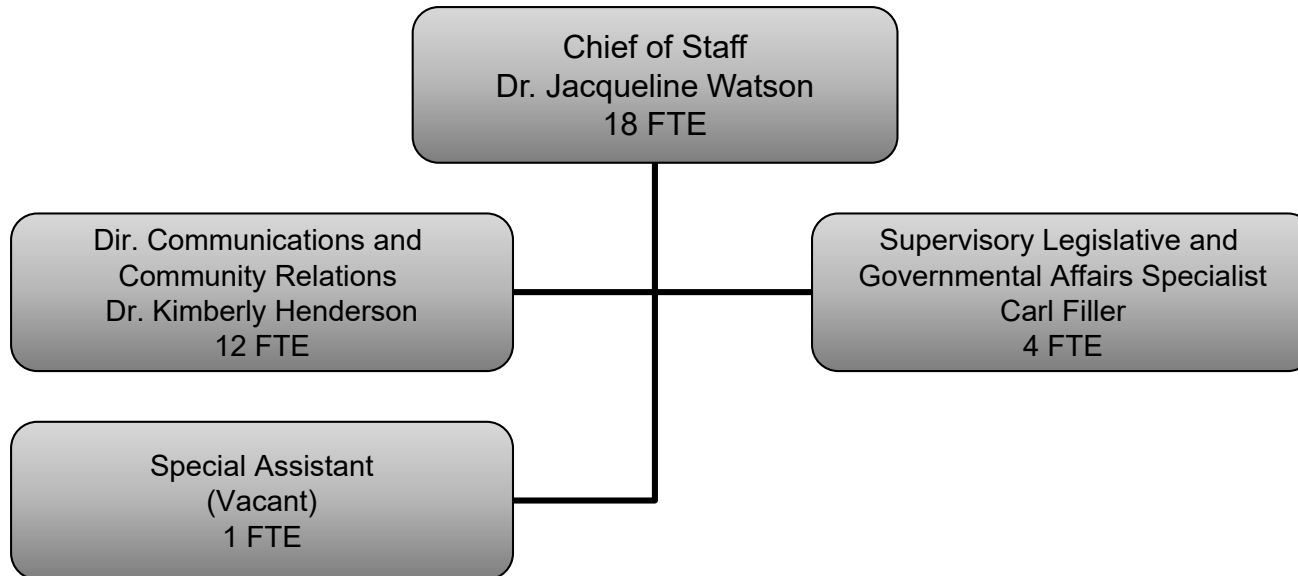 Chief of Staff
Dr. Jacqueline Watson
18 FTE
Dir. Communications and
Community Relations
Dr. Kimberly Henderson
12 FTE
Supervisory Legislative and
Governmental Affairs Specialist
Carl Filler
4 FTE
Special Assistant
(Vacant)
1 FTE